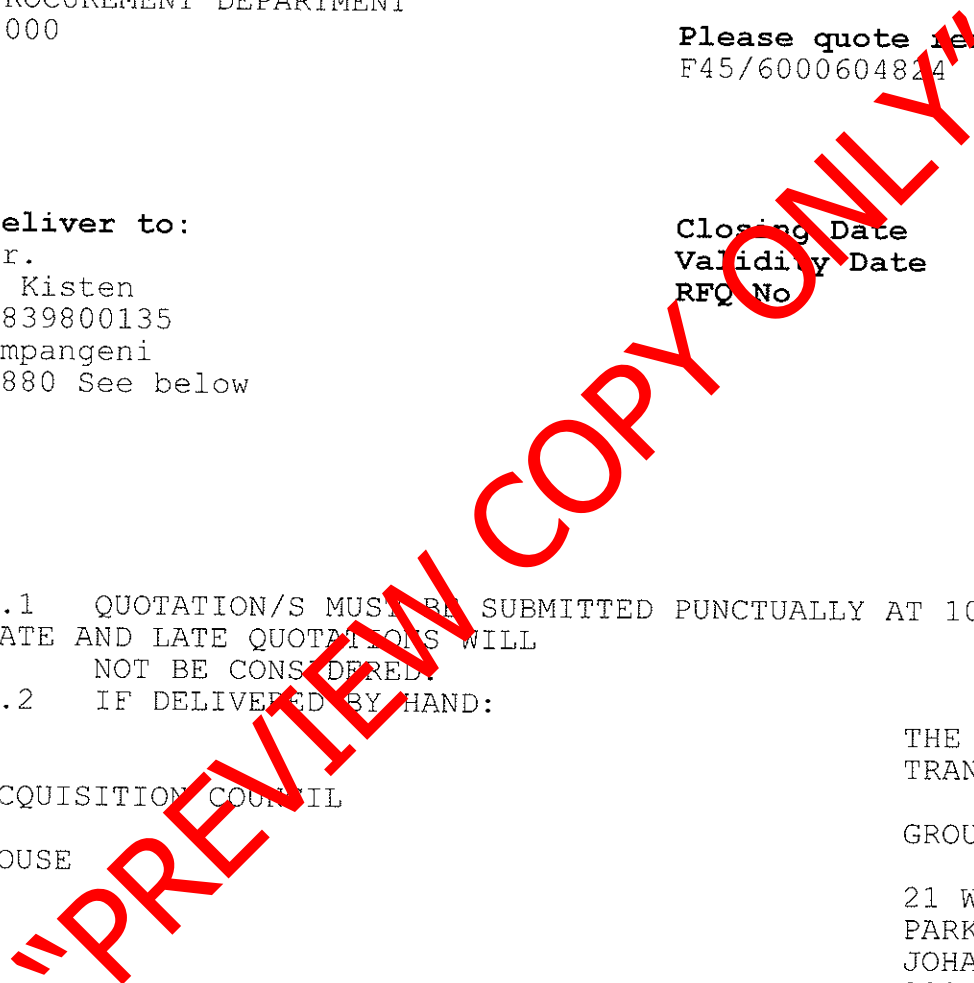 ROCUREMENT DEPARTMENT
000
Please quote
F45/6000604824
eliver to:
r.
Kisten
839800135
mpangeni
880 See below
Closing Date
Validity Date
RFQ No
.1 QUOTATION/S MUST BE SUBMITTED PUNCTUALLY AT 10
ATE AND LATE QUOTATIONS WILL
NOT BE CONSIDERED.
.2 IF DELIVERED BY HAND:
THE
TRAN
CQUISITION COUNCIL
GROU
OUSE
21 W
PARK
JOHA
"PREVIEW COPY ONLY"